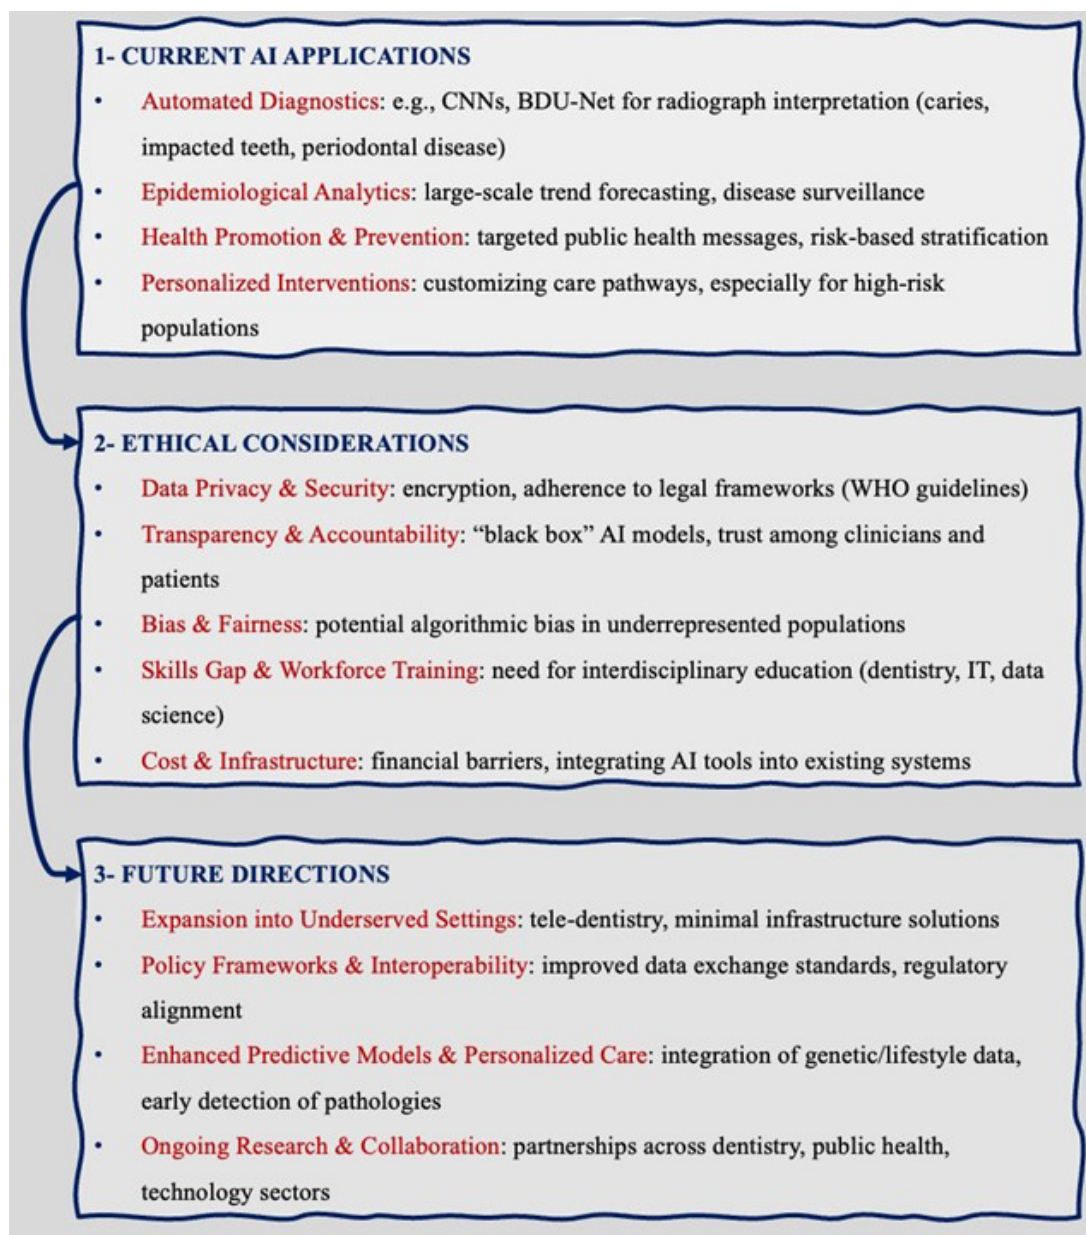 1- CURRENT AI APPLICATIONS
• Automated Diagnostics: e.g., CNNs, BDU-Net for radiograph interpretation (caries,
impacted teeth, periodontal disease)
• Epidemiological Analytics: large-scale trend forecasting, disease surveillance
• Health Promotion & Prevention: targeted public health messages, risk-based stratification
• Personalized Interventions: customizing care pathways, especially for high-risk
populations
2- ETHICAL CONSIDERATIONS
• Data Privacy & Security: encryption, adherence to legal frameworks (WHO guidelines)
• Transparency & Accountability: “black box” AI models, trust among clinicians and
patients
• Bias & Fairness: potential algorithmic bias in underrepresented populations
• Skills Gap & Workforce Training: need for interdisciplinary education (dentistry, IT, data
science)
• Cost & Infrastructure: financial barriers, integrating AI tools into existing systems
3- FUTURE DIRECTIONS
• Expansion into Underserved Settings: tele-dentistry, minimal infrastructure solutions
• Policy Frameworks & Interoperability: improved data exchange standards, regulatory
alignment
• Enhanced Predictive Models & Personalized Care: integration of genetic/lifestyle data,
early detection of pathologies
• Ongoing Research & Collaboration: partnerships across dentistry, public health,
technology sectors